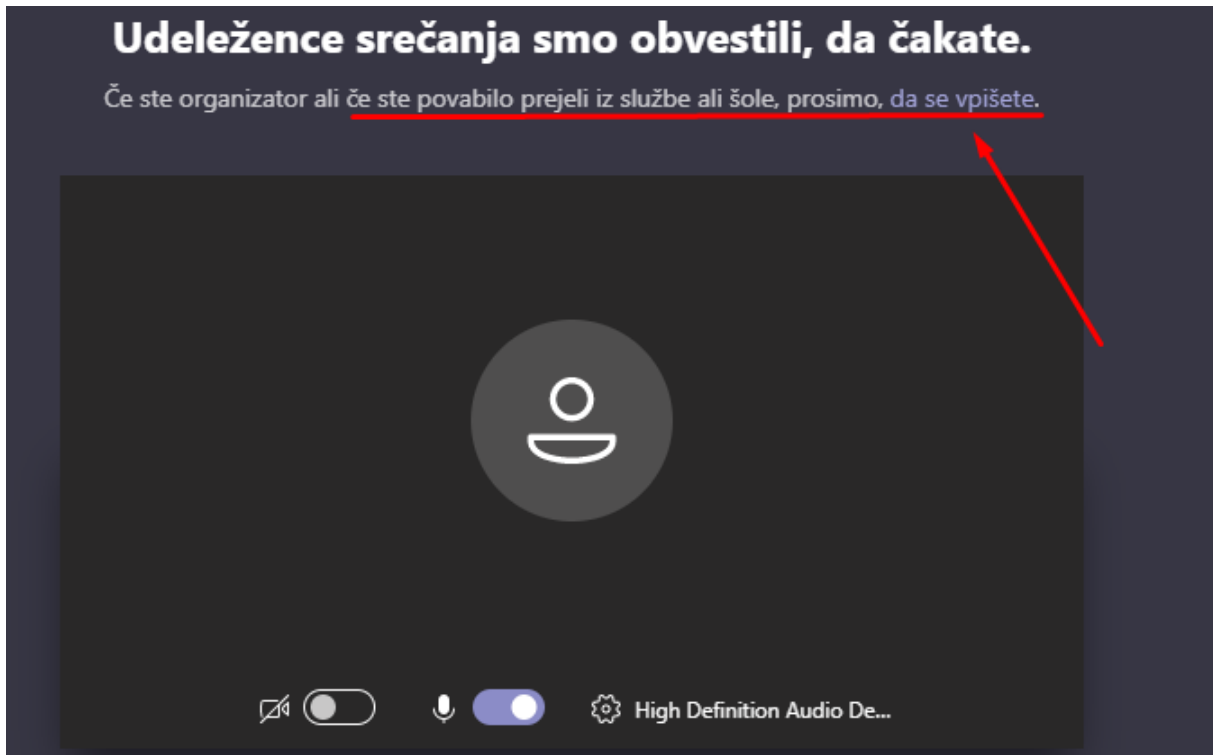 Udeležence srečanja smo obvestili, da čakate.
Če ste organizator ali če ste povabilo prejeli iz službe ali šole, prosimo, da se vpišete.
High Definition Audio De...